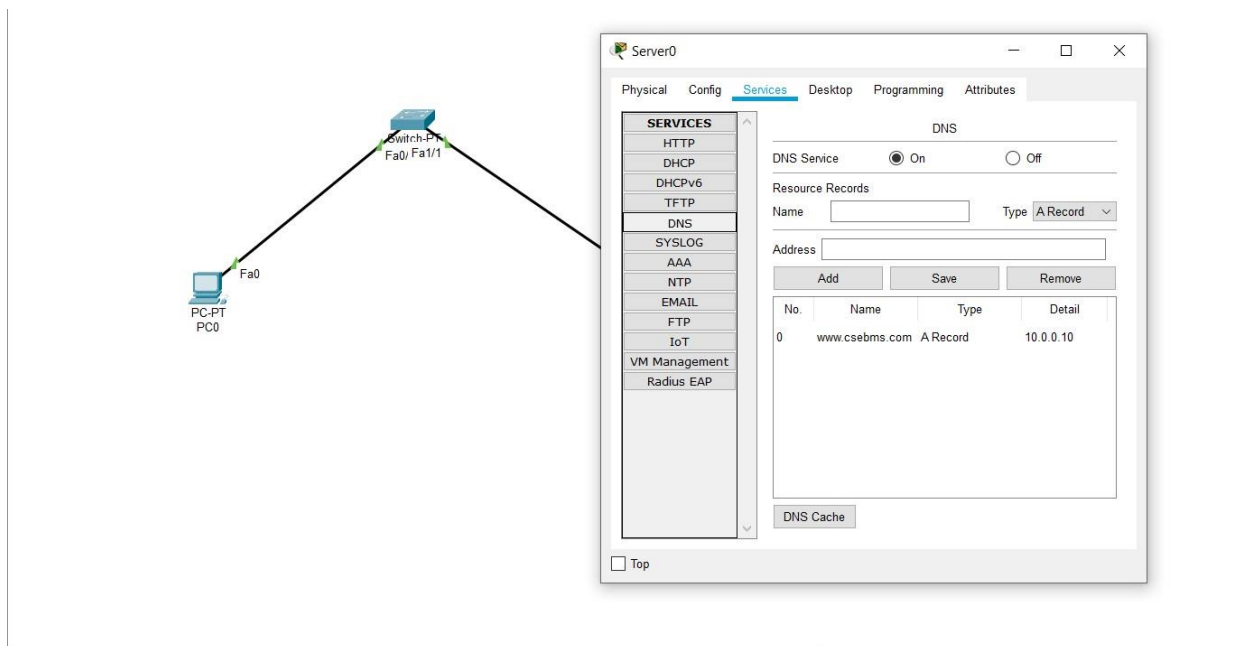 Switch-PT
Fa0/ Fa1/1
Fa0
PC-PT
PC0
Server0
Physical Config Services Desktop Programming Attributes
SERVICES
HTTP
DHCP
DHCPv6
TFTP
DNS
SYSLOG
AAA
NTP
EMAIL
FTP
IoT
VM Management
Radius EAP
DNS
DNS Service On Off
Resource Records
Name Type A Record
Address
Add Save Remove
No. Name Type Detail
0 www.csebms.com A Record 10.0.0.10
DNS Cache
Top